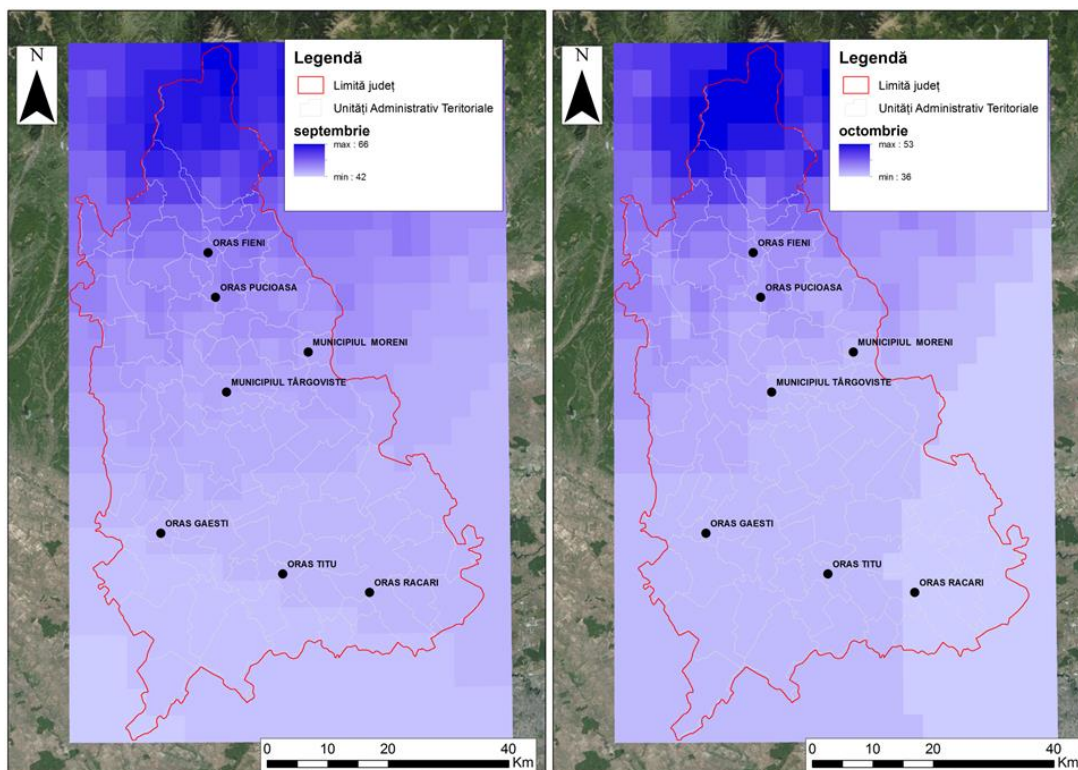 N
Legendă
Limită județ
Unități Administrativ Teritoriale
septembrie
max : 66
min : 42
ORAS FIENI
ORAS PUCIOASA
MUNICIPIUL MORENI
MUNICIPIUL TÂRGOVISTE
ORAS GAESTI
ORAS TITU
ORAS RACARI
0 10 20 40
Km
N
Legendă
Limită județ
Unități Administrativ Teritoriale
octombrie
max : 53
min : 36
ORAS FIENI
ORAS PUCIOASA
MUNICIPIUL MORENI
MUNICIPIUL TÂRGOVISTE
ORAS GAESTI
ORAS TITU
ORAS RACARI
0 10 20 40
Km